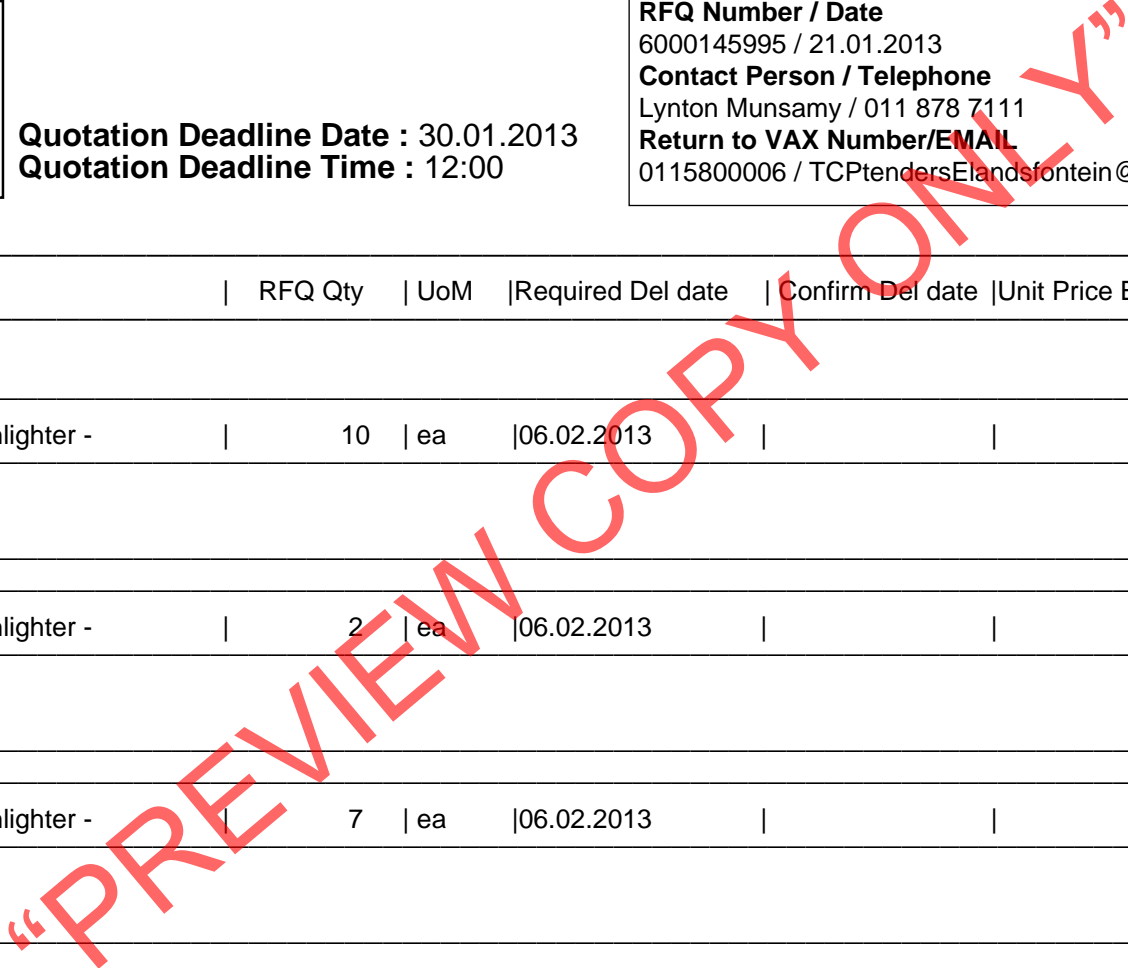 RFQ Number / Date
6000145995 / 21.01.2013
Contact Person / Telephone
Lynton Munsamy / 011 878 7111
Return to VAX Number/EMAIL
0115800006 / TCPtendersElandsfontein@
Quotation Deadline Date : 30.01.2013
Quotation Deadline Time : 12:00
| RFQ Qty | UoM |Required Del date | Confirm Del date |Unit Price
lighter - | 10 | ea |06.02.2013 | |
lighter - | 2 | ea |06.02.2013 | |
lighter - | 7 | ea |06.02.2013 | |
“PREVIEW COPY ONLY”